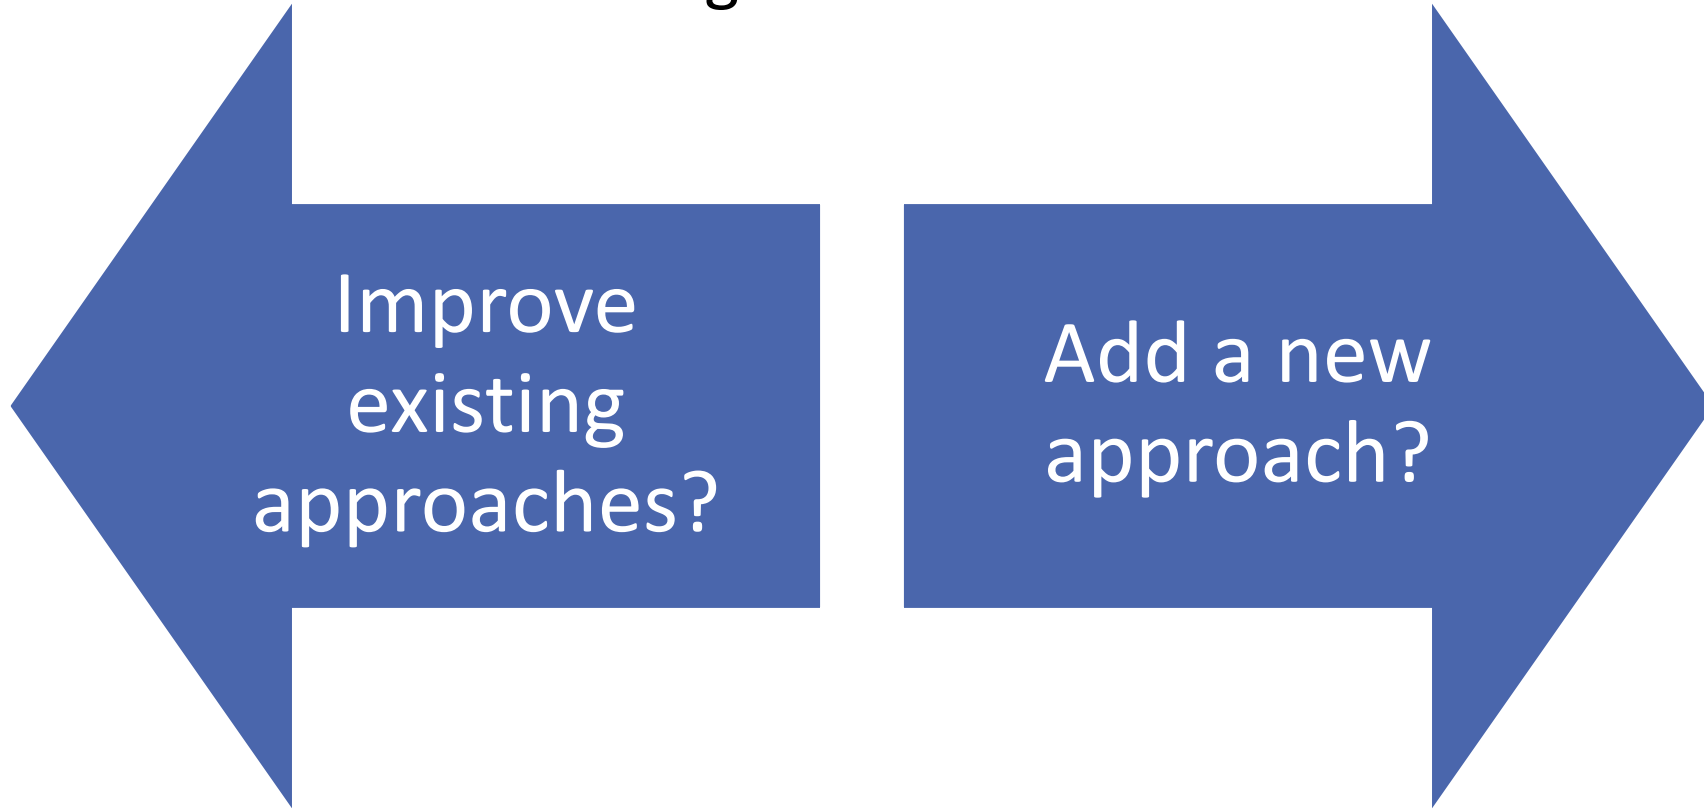 Improve
existing
approaches?
Add a new
approach?